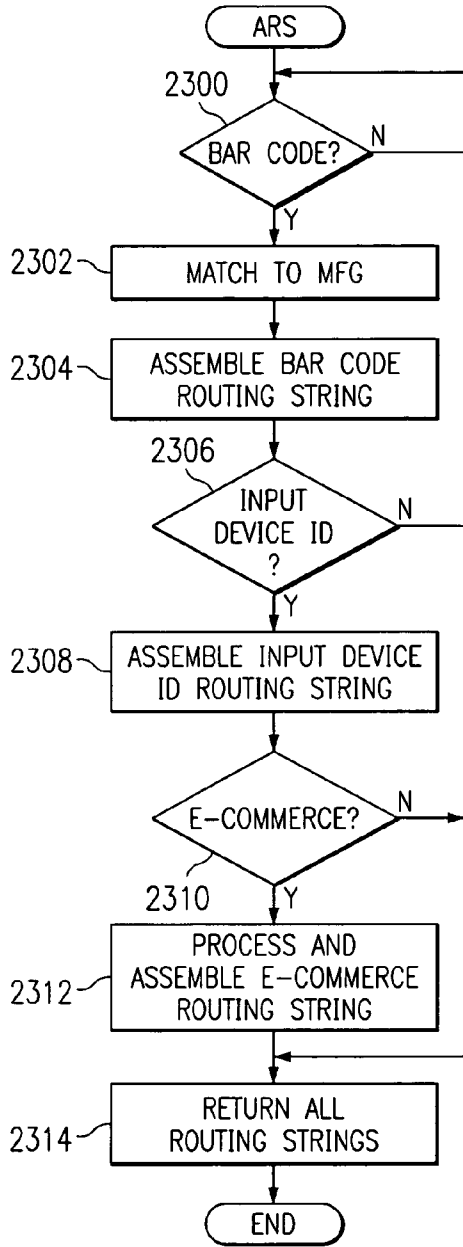 ARS
2300
BAR CODE?
N
Y
2302
MATCH TO MFG
2304
ASSEMBLE BAR CODE
ROUTING STRING
2306
INPUT
DEVICE ID
?
N
Y
2308
ASSEMBLE INPUT DEVICE
ID ROUTING STRING
E-COMMERCE?
N
2310
Y
2312
PROCESS AND
ASSEMBLE E-COMMERCE
ROUTING STRING
2314
RETURN ALL
ROUTING STRINGS
END